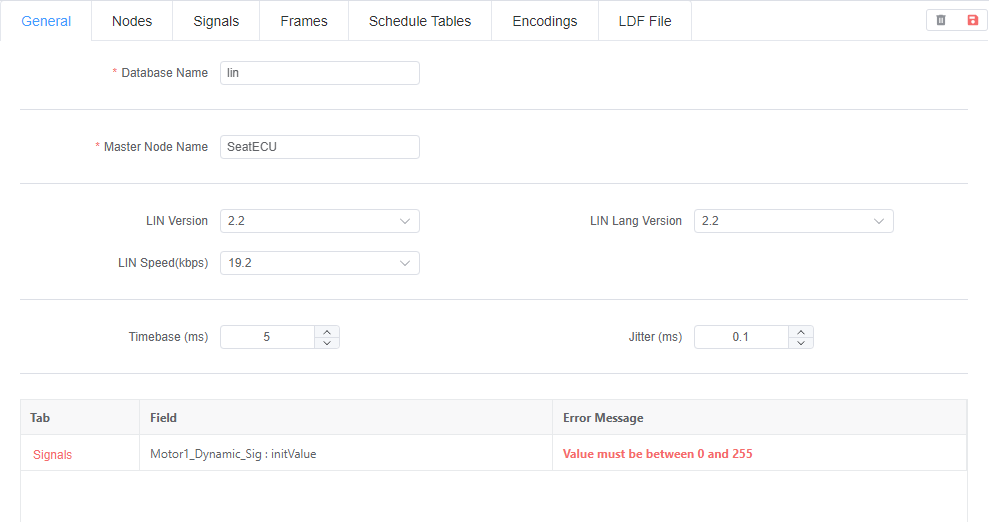 General Nodes Signals Frames Schedule Tables Encodings LDF File
* Database Name lin
* Master Node Name SeatECU
LIN Version 2.2 LIN Lang Version 2.2
LIN Speed(kbps) 19.2
Timebase (ms) 5 Jitter (ms) 0.1
Tab Field Error Message
Signals Motor1_Dynamic_Sig : initValue Value must be between 0 and 255